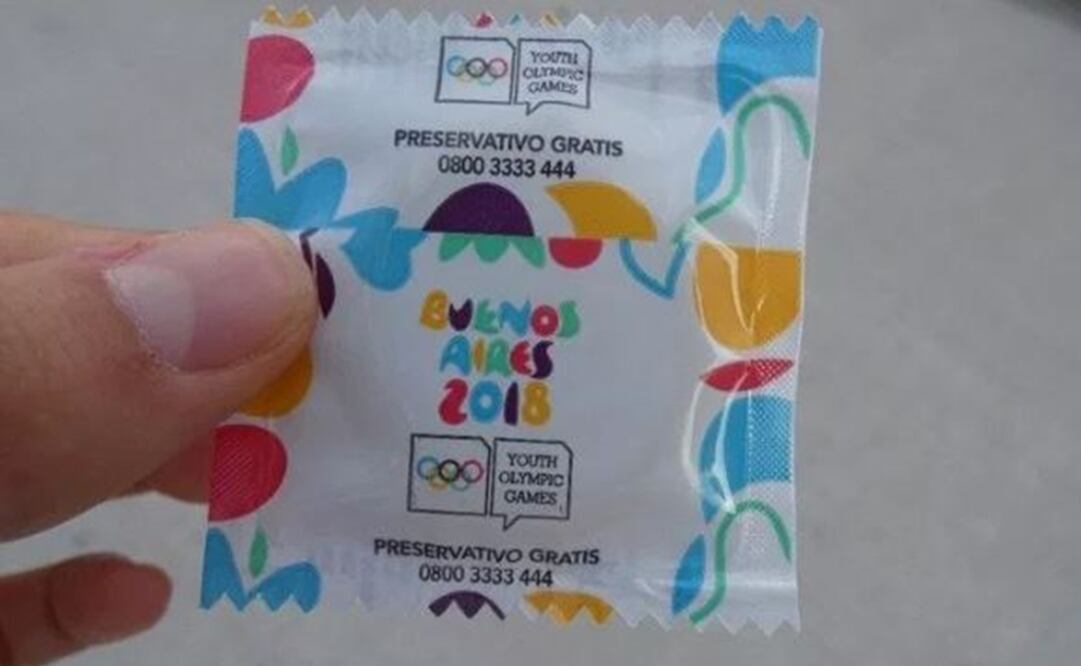 YOUTH
OLYMPIC
GAMES
PRESERVATIVO GRATIS
0800 3333 444
BUENOS
AIRES
2018
YOUTH
OLYMPIC
GAMES
PRESERVATIVO GRATIS
0800 3333 444